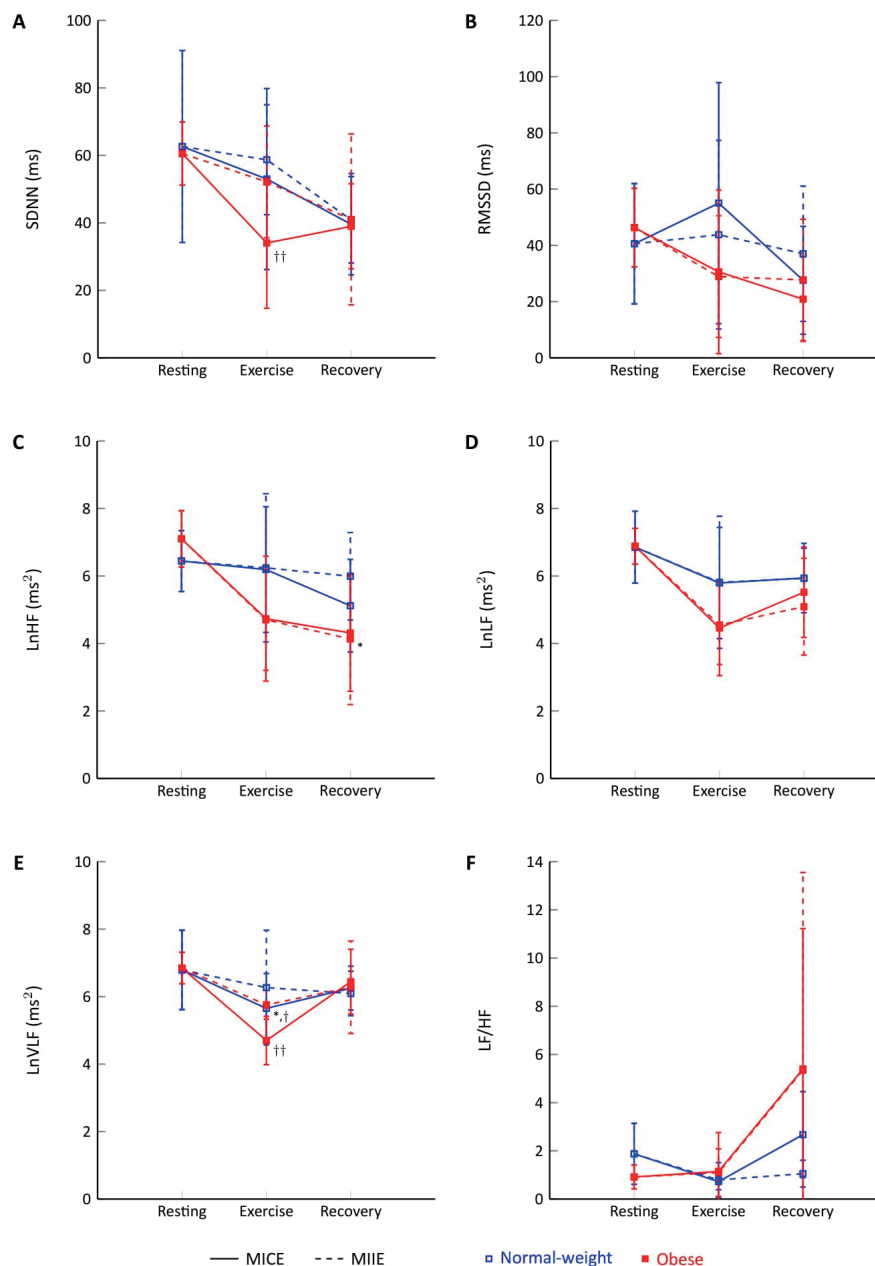 A
SDNN (ms)
100
80
60
40
20
0
††
Resting Exercise Recovery
B
RMSSD (ms)
120
100
80
60
40
20
0
Resting Exercise Recovery
C
LnHF (ms²)
10
8
6
4
2
0
*
Resting Exercise Recovery
D
LnLF (ms²)
10
8
6
4
2
0
Resting Exercise Recovery
E
LnVLF (ms²)
10
8
6
4
2
0
*,†
††
Resting Exercise Recovery
F
LF/HF
14
12
10
8
6
4
2
0
Resting Exercise Recovery
MICE MIIE Normal-weight Obese